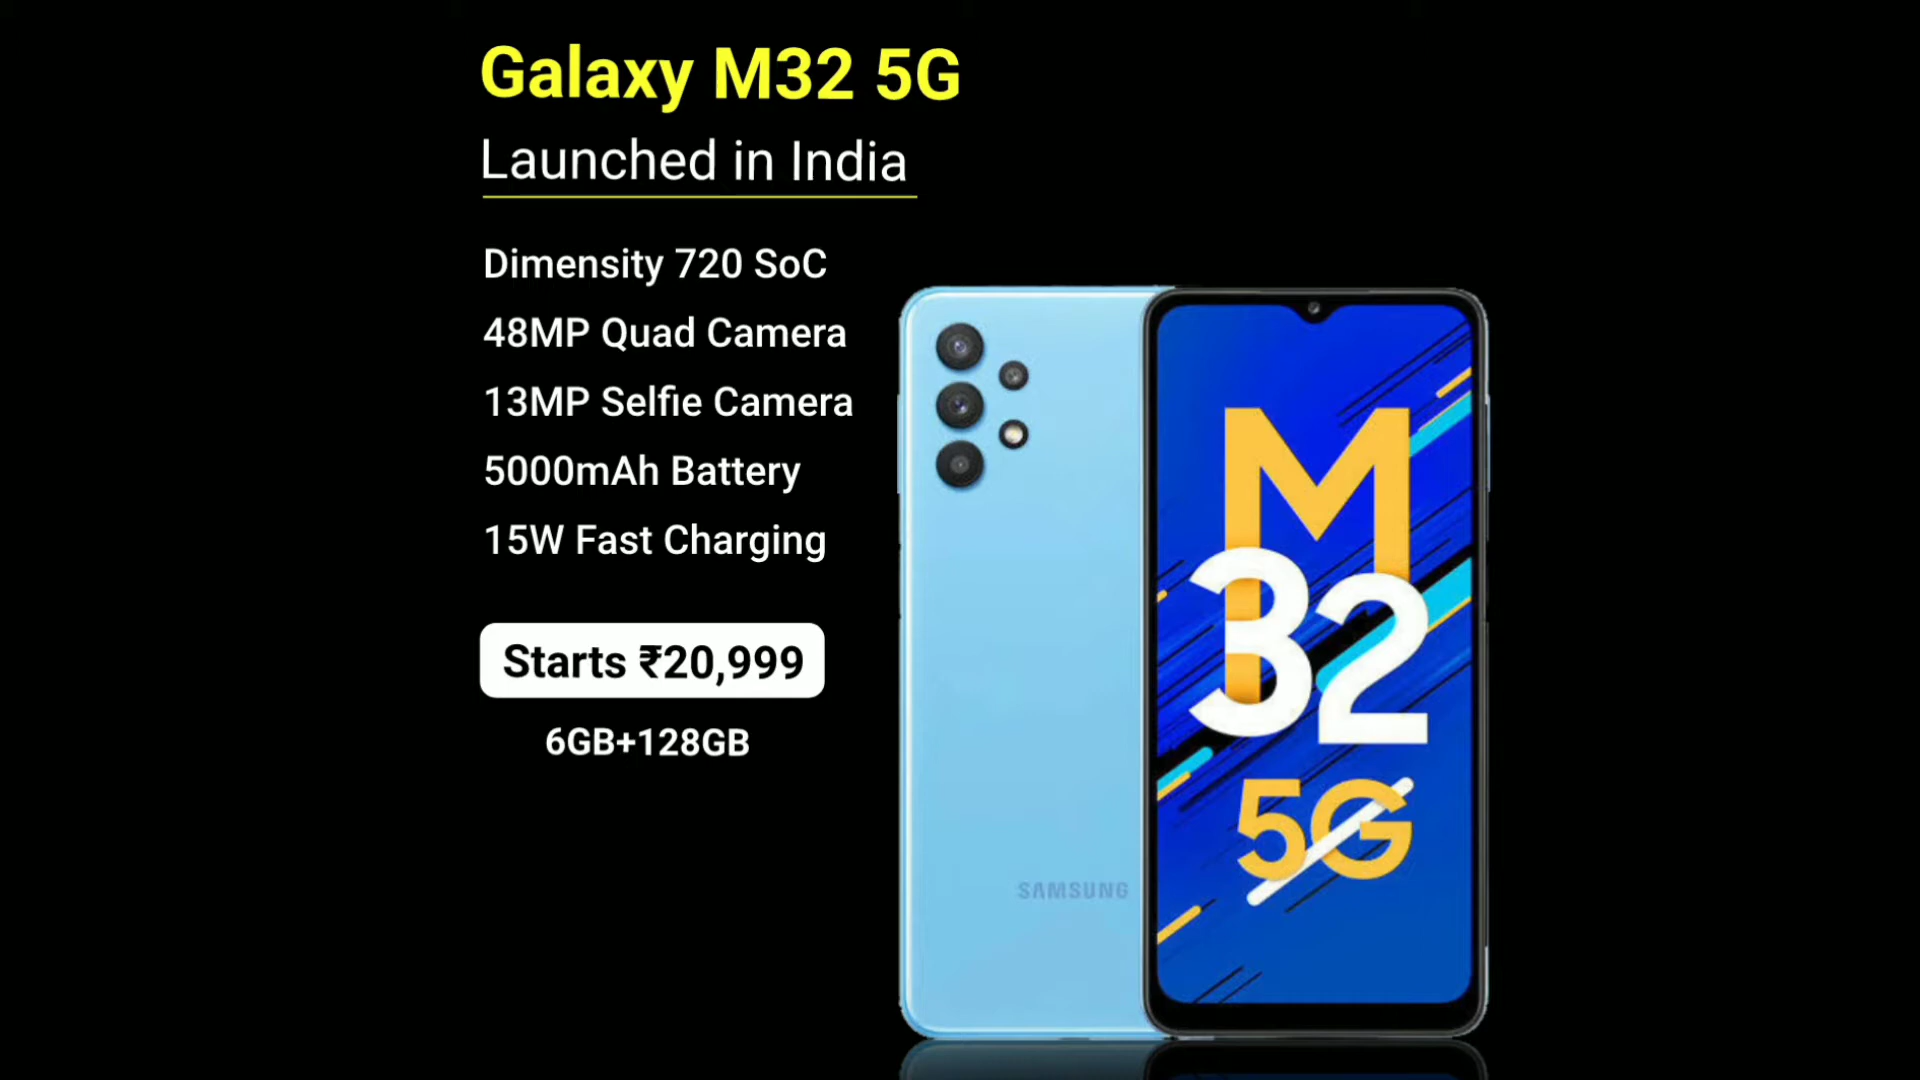 Galaxy M32 5G
Launched in India
Dimensity 720 SoC
48MP Quad Camera
13MP Selfie Camera
5000mAh Battery
15W Fast Charging
Starts ₹20,999
6GB+128GB
SAMSUNG
M
32
5G